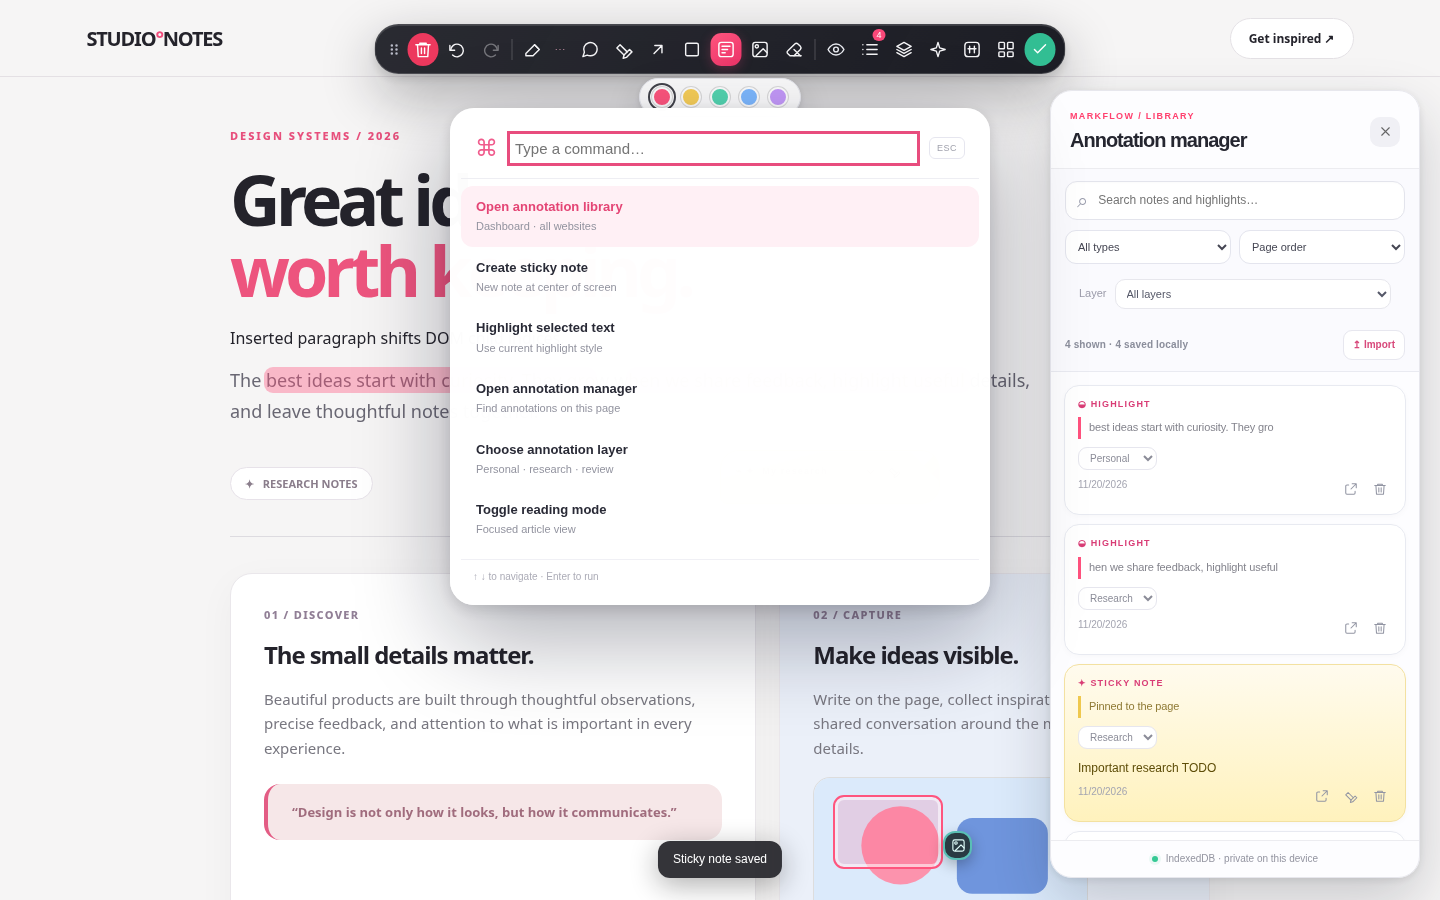 STUDIO°NOTES
4
Get inspired ↗
DESIGN SYSTEMS / 2026
Great
worth
Inserted paragraph shifts DO
The best ideas start with c
tails,
and leave thoughtful note
✦ RESEARCH NOTES
⌘ Type a command… ESC
Open annotation library
Dashboard · all websites
Create sticky note
New note at center of screen
Highlight selected text
Use current highlight style
Open annotation manager
Find annotations on this page
Choose annotation layer
Personal · research · review
Toggle reading mode
Focused article view
↑ ↓ to navigate · Enter to run
01 / DISCOVER
The small details matter.
Beautiful products are built through thoughtful observations,
precise feedback, and attention to what is important in every
experience.
“Design is not only how it looks, but how it communicates.”
02 / CAPTURE
Make ideas visible.
Write on the page, collect inspirat
shared conversation around the
details.
Sticky note saved
MARKFLOW / LIBRARY
Annotation manager
Search notes and highlights…
All types
Page order
Layer All layers
4 shown · 4 saved locally
↥ Import
HIGHLIGHT
best ideas start with curiosity. They gro
Personal
11/20/2026
HIGHLIGHT
hen we share feedback, highlight useful
Research
11/20/2026
✦ STICKY NOTE
Pinned to the page
Research
Important research TODO
11/20/2026
IndexedDB · private on this device